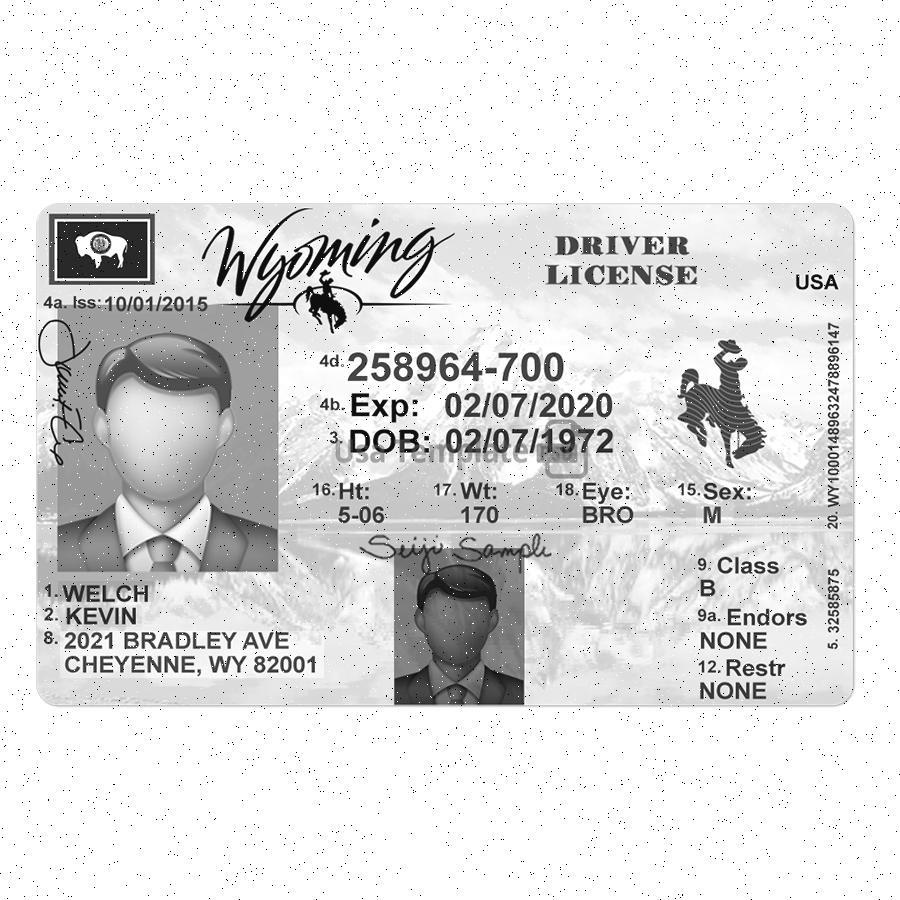 Wyoming
DRIVER
LICENSE
USA
4a. Iss: 10/01/2015
4d. 258964-700
4b. Exp: 02/07/2020
3. DOB: 02/07/1972
Usa Template
16. Ht: 17. Wt: 18. Eye: 15. Sex:
5-06 170 BRO M
Seiji Sample
1. WELCH
2. KEVIN
8. 2021 BRADLEY AVE
CHEYENNE, WY 82001
9. Class
B
9a. Endors
NONE
12. Restr
NONE
20. WY10001489632478896147
5. 32585875